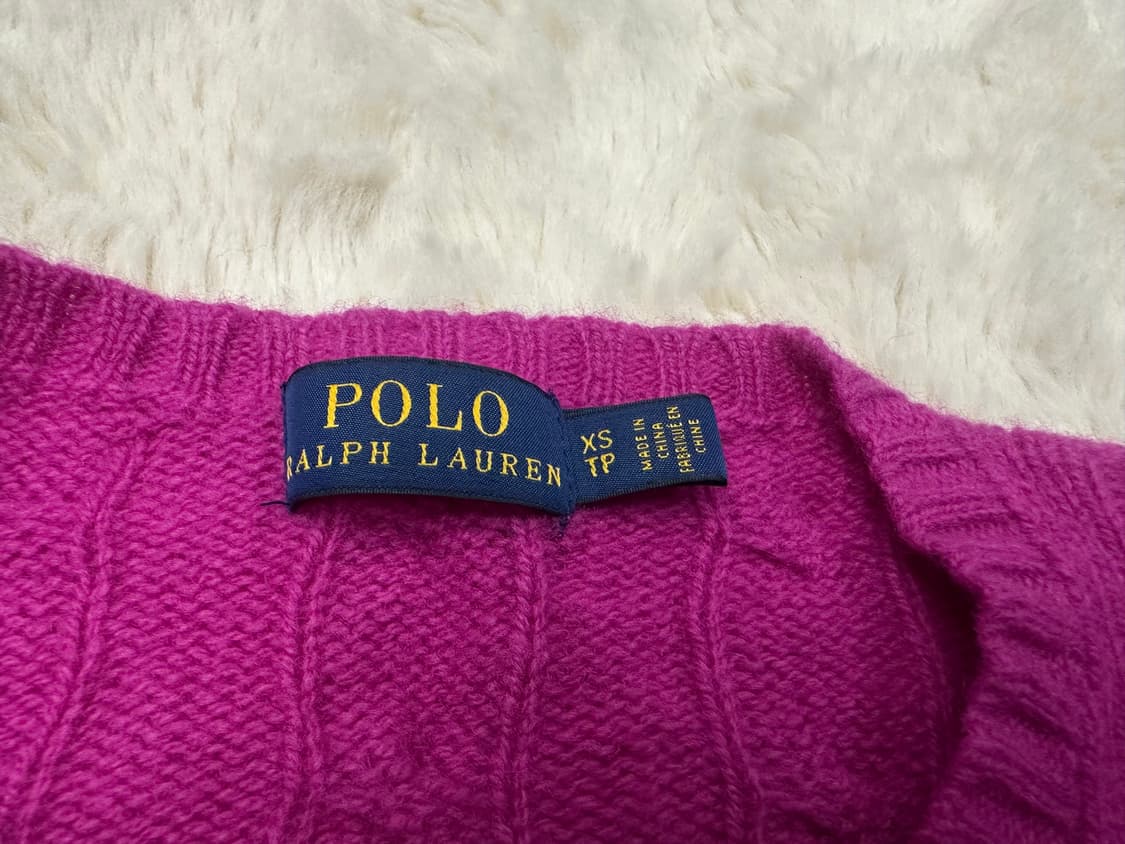 POLO
RALPH LAUREN
XS
TP
MADE IN
CHINA
FABRIQUÉ EN
CHINE